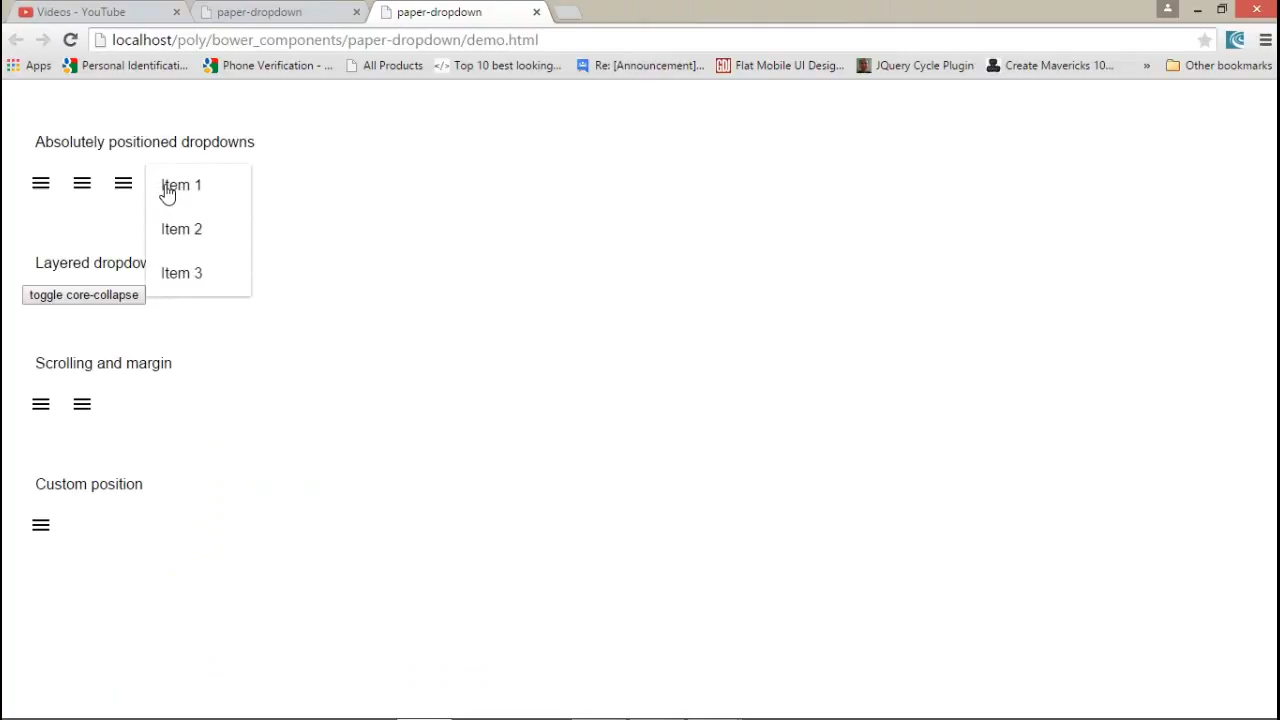 Videos - YouTube
paper-dropdown
paper-dropdown
localhost/poly/bower_components/paper-dropdown/demo.html
Apps
Personal Identificati...
Phone Verification - ...
All Products
</> Top 10 best looking...
Re: [Announcement]...
Flat Mobile UI Desig...
JQuery Cycle Plugin
Create Mavericks 10...
»
Other bookmarks
Absolutely positioned dropdowns
Item 1
Item 2
Item 3
Layered dropdow
toggle core-collapse
Scrolling and margin
Custom position